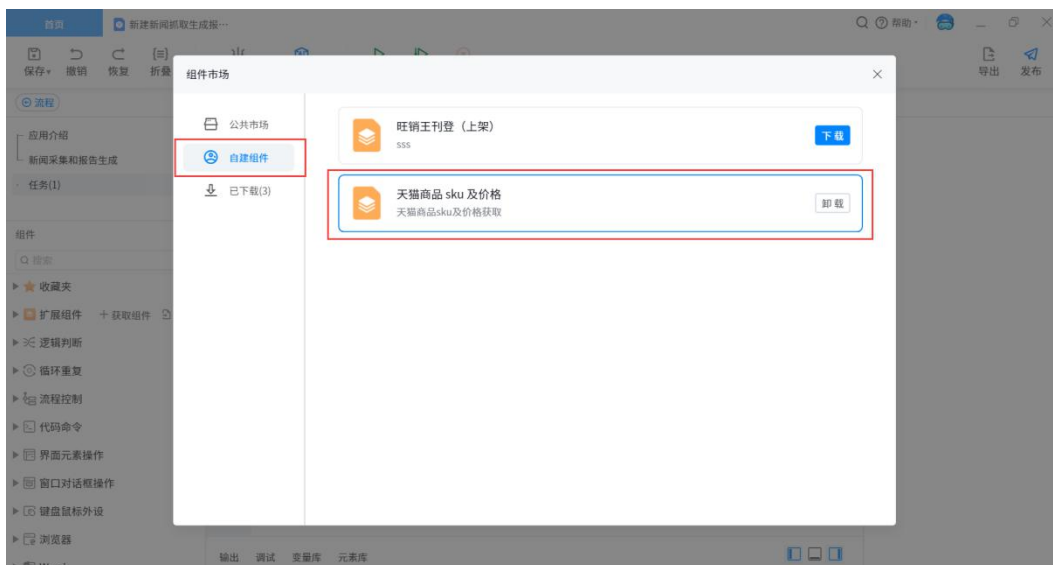 首页
新建新闻抓取生成报…
帮助
保存
撤销
恢复
折叠
导出
发布
流程
应用介绍
新闻采集和报告生成
任务(1)
组件
搜索
收藏夹
扩展组件
+ 获取组件
逻辑判断
循环重复
流程控制
代码命令
界面元素操作
窗口对话框操作
键盘鼠标外设
浏览器
组件市场
公共市场
自建组件
已下载(3)
旺销王刊登（上架）
sss
下载
天猫商品 sku 及价格
天猫商品sku及价格获取
卸载
输出
调试
变量库
元素库